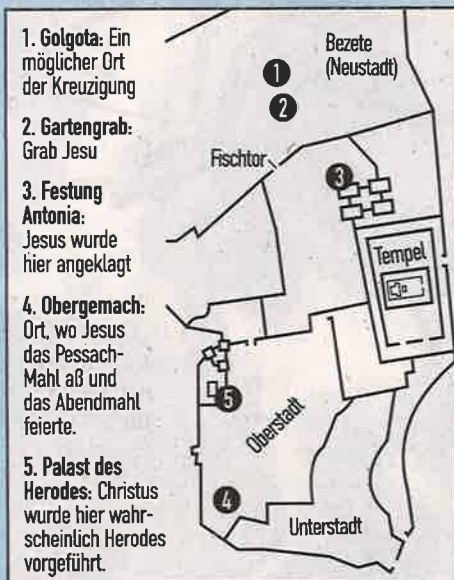 1. Golgota: Ein
möglicher Ort
der Kreuzigung
2. Gartengrab:
Grab Jesu
3. Festung
Antonia:
Jesus wurde
hier angeklagt
4. Obergemach:
Ort, wo Jesus
das Pessach-
Mahl aß und
das Abendmahl
feierte.
5. Palast des
Herodes: Christus
wurde hier wahr-
scheinlich Herodes
vorgeführt.
Bezete
(Neustadt)
1
2
Fischtor
3
Tempel
5
Oberstadt
4
Unterstadt